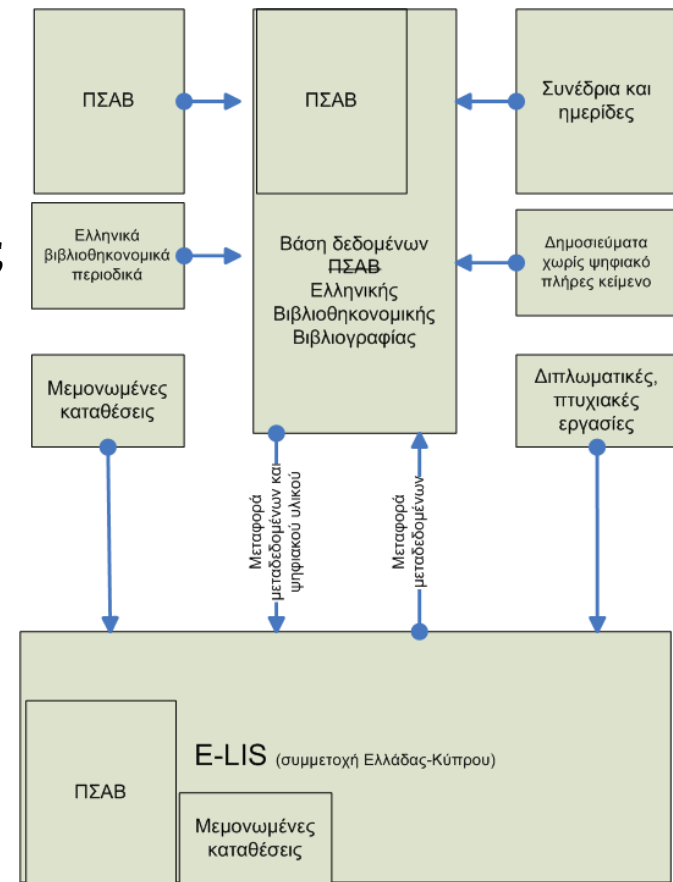 ΠΣΑΒ
ΠΣΑΒ
Συνέδρια και
ημερίδες
ς
Ελληνικά
βιβλιοθηκονομικά
περιοδικά
Βάση δεδομένων
ΠΣΑΒ
Ελληνικής
Βιβλιοθηκονομικής
Βιβλιογραφίας
Δημοσιεύματα
χωρίς ψηφιακό
πλήρες κείμενο
Μεμονωμένες
καταθέσεις
Διπλωματικές,
πτυχιακές
εργασίες
Μεταφορά
μεταδεδομένων και
ψηφιακού υλικού
Μεταφορά
μεταδεδομένων
E-LIS (συμμετοχή Ελλάδας-Κύπρου)
ΠΣΑΒ
Μεμονωμένες
καταθέσεις